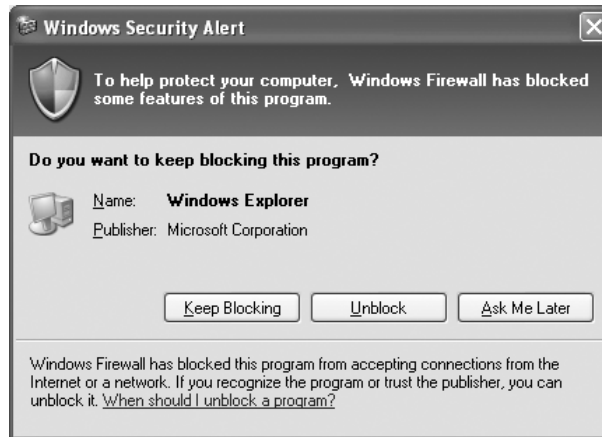 Windows Security Alert
To help protect your computer, Windows Firewall has blocked
some features of this program.
Do you want to keep blocking this program?
Name: Windows Explorer
Publisher: Microsoft Corporation
Keep Blocking Unblock Ask Me Later
Windows Firewall has blocked this program from accepting connections from the
Internet or a network. If you recognize the program or trust the publisher, you can
unblock it. When should I unblock a program?